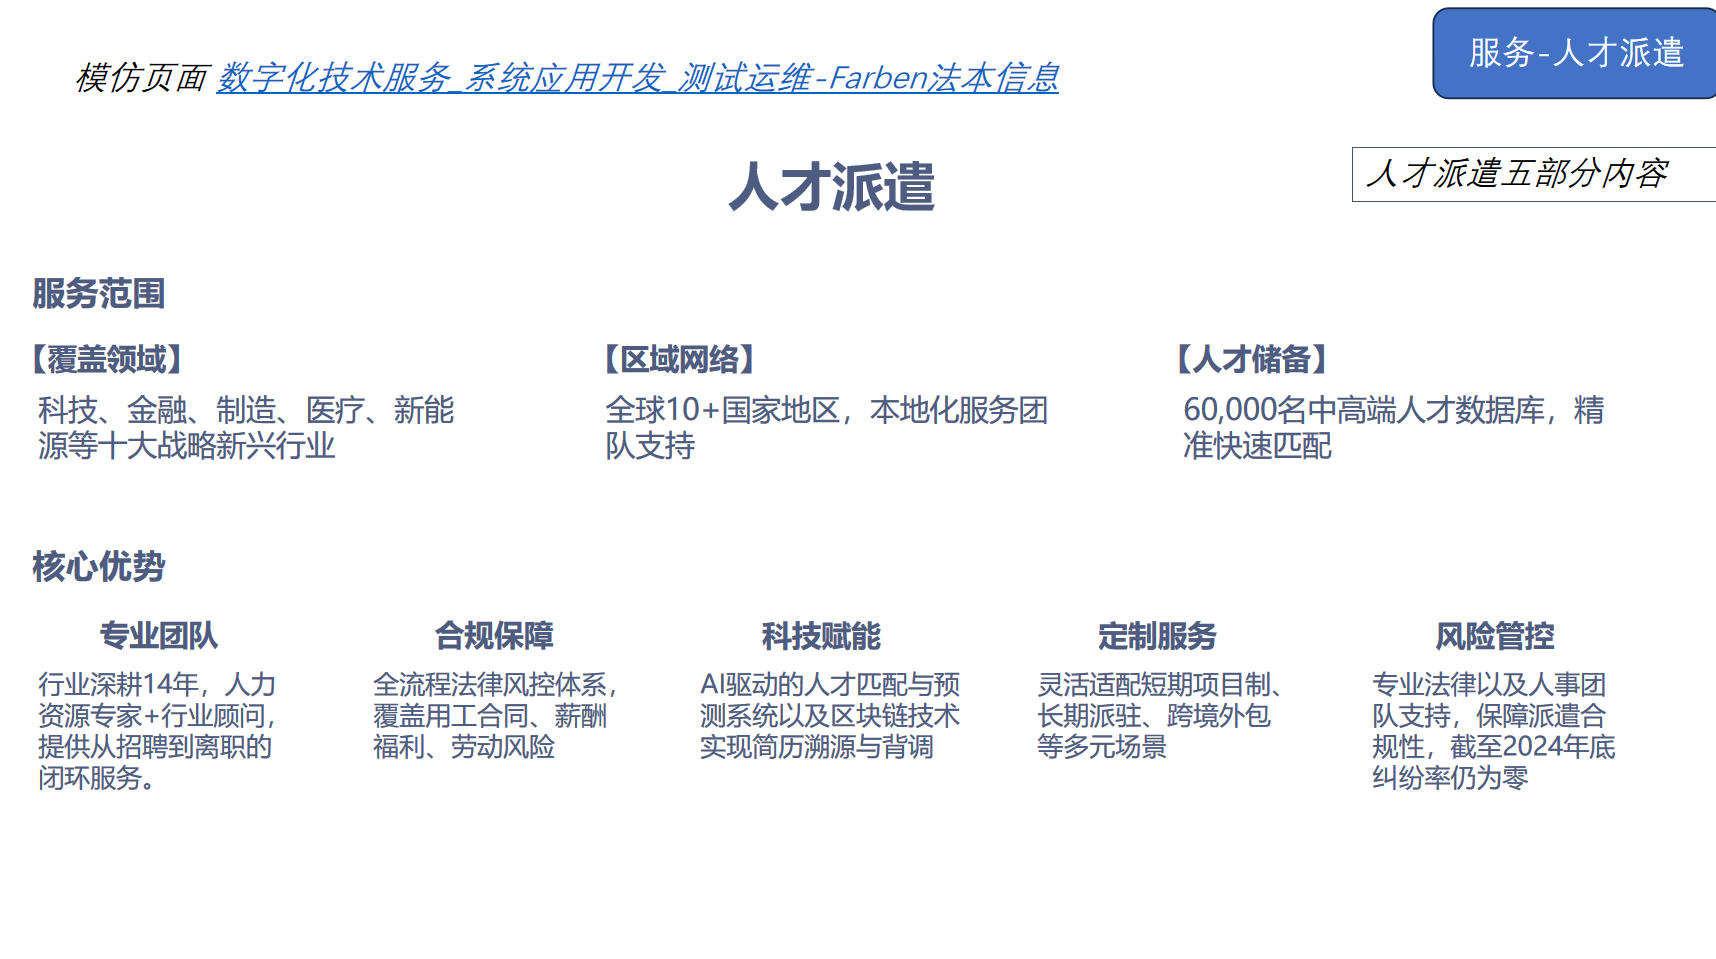 服务-人才派遣
模仿页面 数字化技术服务_系统应用开发_测试运维-Farben法本信息
人才派遣五部分内容
人才派遣
服务范围
【覆盖领域】
科技、金融、制造、医疗、新能
源等十大战略新兴行业
【区域网络】
全球10+国家地区，本地化服务团
队支持
【人才储备】
60,000名中高端人才数据库，精
准快速匹配
核心优势
专业团队
行业深耕14年，人力
资源专家+行业顾问，
提供从招聘到离职的
闭环服务。
合规保障
全流程法律风控体系，
覆盖用工合同、薪酬
福利、劳动风险
科技赋能
AI驱动的人才匹配与预
测系统以及区块链技术
实现简历溯源与背调
定制服务
灵活适配短期项目制、
长期派驻、跨境外包
等多元场景
风险管控
专业法律以及人事团
队支持，保障派遣合
规性，截至2024年底
纠纷率仍为零